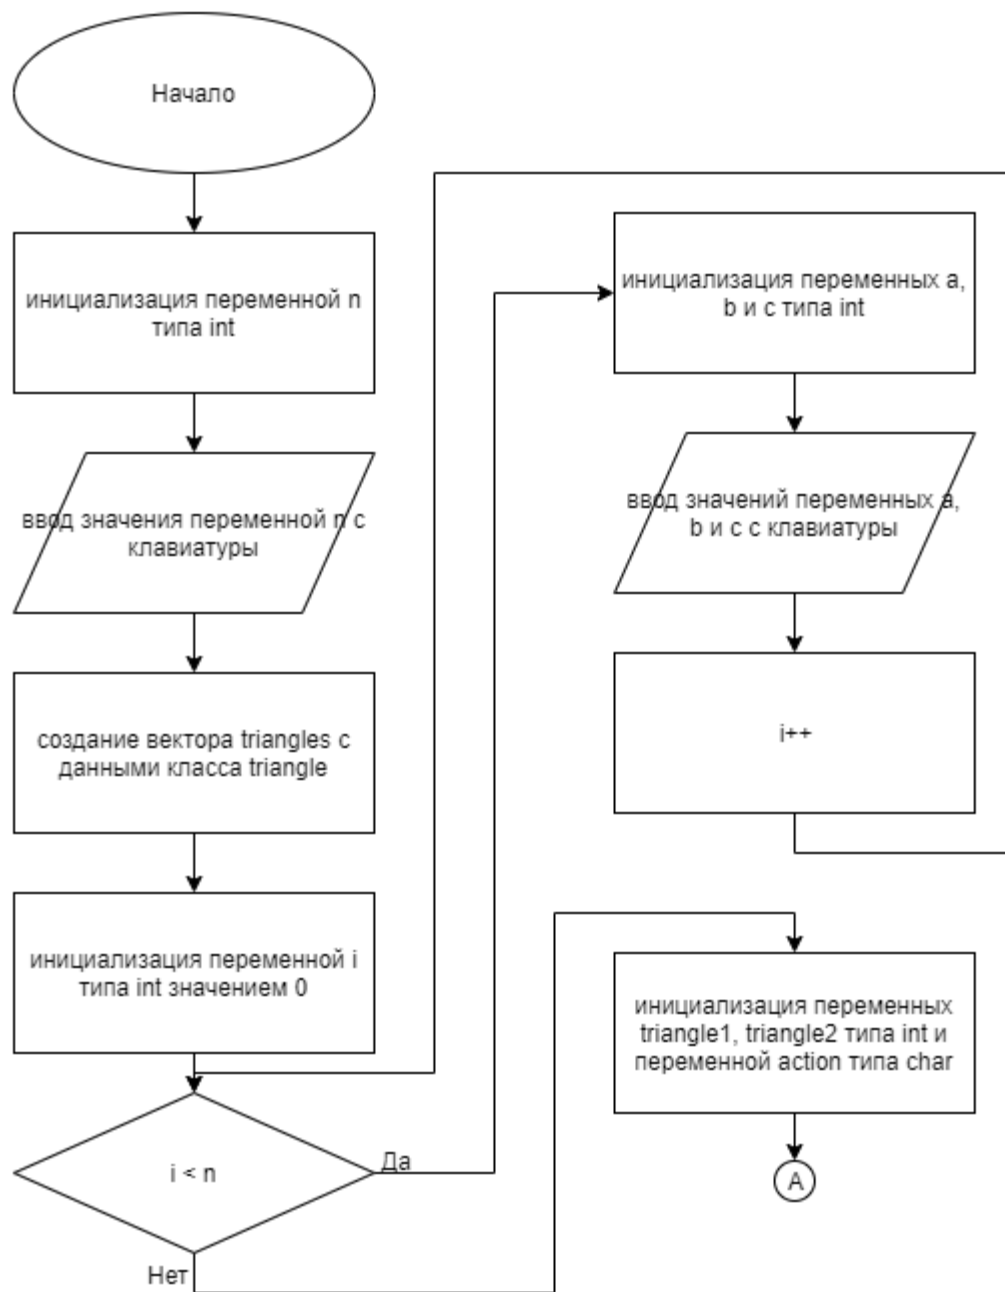 Начало
инициализация переменной n
типа int
ввод значения переменной n с
клавиатуры
создание вектора triangles с
данными класса triangle
инициализация переменной i
типа int значением 0
i < n
Да
Нет
инициализация переменных a,
b и c типа int
ввод значений переменных a,
b и c с клавиатуры
i++
инициализация переменных
triangle1, triangle2 типа int и
переменной action типа char
A